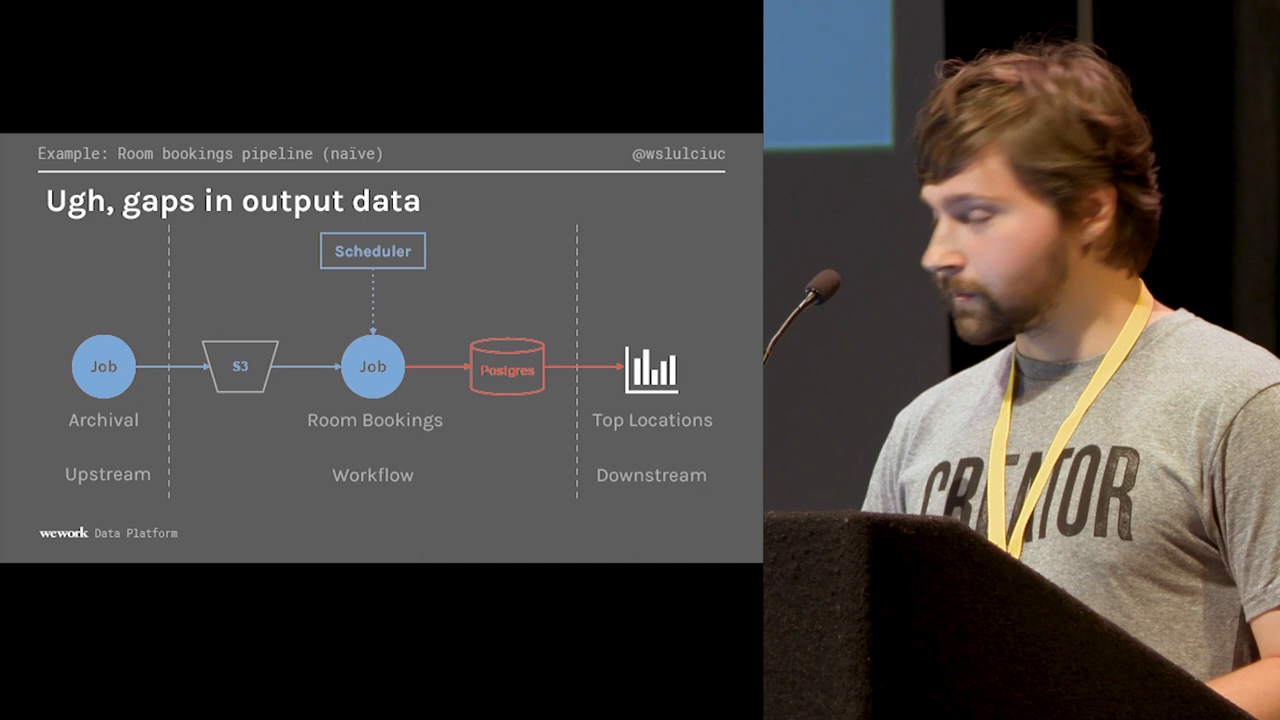 Example: Room bookings pipeline (naïve)
@wslulciuc
Ugh, gaps in output data
Scheduler
Job
S3
Job
Postgres
Archival
Room Bookings
Top Locations
Upstream
Workflow
Downstream
wework Data Platform
CREATOR